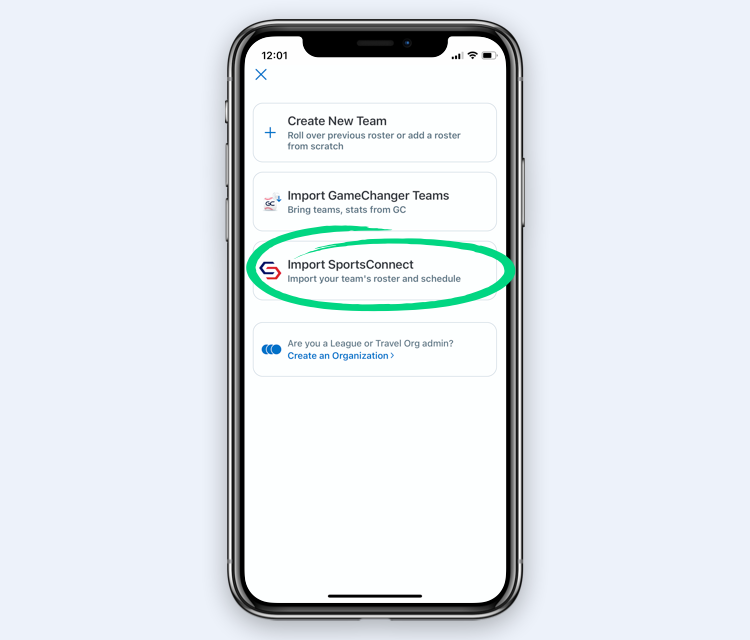 12:01
Create New Team
Roll over previous roster or add a roster
from scratch
GC
Import GameChanger Teams
Bring teams, stats from GC
Import SportsConnect
Import your team's roster and schedule
Are you a League or Travel Org admin?
Create an Organization >